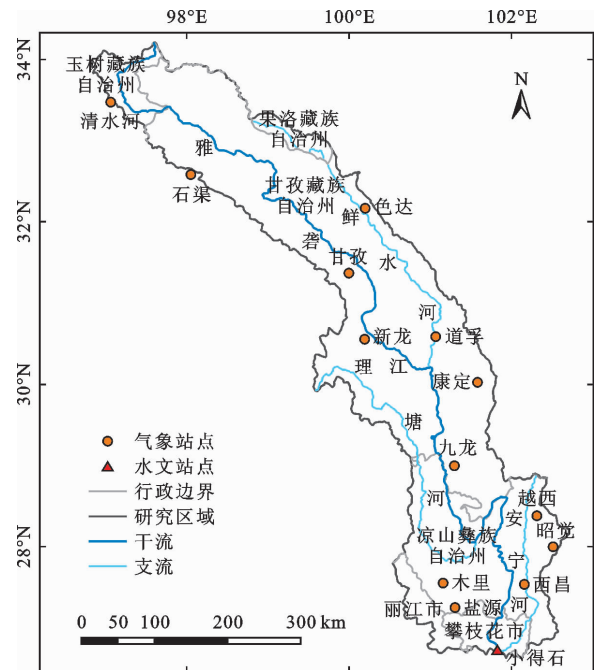 98°E 100°E 102°E
34°N
32°N
30°N
28°N
N
玉树藏族
自治州
清水河
果洛藏族
自治州
雅
石渠
甘孜藏族
自治州
鲜
色达
砻
甘孜
水
河
新龙
道孚
理
江
康定
塘
九龙
河
越西
安
昭觉
凉山彝族
自治州
宁
木里
西昌
丽江市
盐源
河
攀枝花市
小得石
气象站点
水文站点
行政边界
研究区域
干流
支流
0 50 100 200 300 km